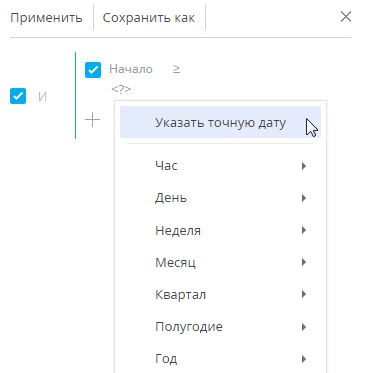 Применить Сохранить как
Начало ≥
И
<?>
Указать точную дату
Час
День
Неделя
Месяц
Квартал
Полугодие
Год